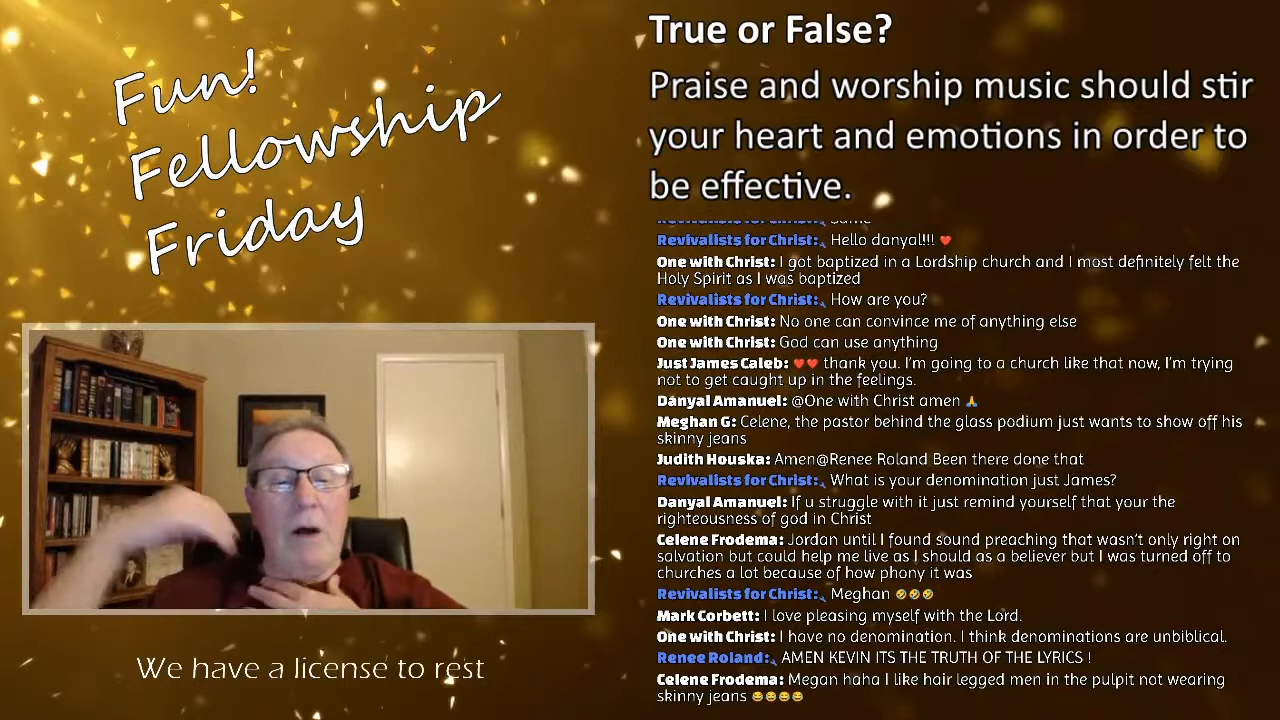 Fun!
Fellowship
Friday
We have a license to rest
True or False?
Praise and worship music should stir
your heart and emotions in order to
be effective.
Revivalists for Christ: Same
Revivalists for Christ: Hello danyal!!! ♥
One with Christ: I got baptized in a Lordship church and I most definitely felt the
Holy Spirit as I was baptized
Revivalists for Christ: How are you?
One with Christ: No one can convince me of anything else
One with Christ: God can use anything
Just James Caleb: ♥♥ thank you. I'm going to a church like that now, I'm trying
not to get caught up in the feelings.
Danyal Amanuel: @One with Christ amen 🙏
Meghan G: Celene, the pastor behind the glass podium just wants to show off his
skinny jeans
Judith Houska: Amen@Renee Roland Been there done that
Revivalists for Christ: What is your denomination just James?
Danyal Amanuel: If u struggle with it just remind yourself that your the
righteousness of god in Christ
Celene Frodema: Jordan until I found sound preaching that wasn't only right on
salvation but could help me live as I should as a believer but I was turned off to
churches a lot because of how phony it was
Revivalists for Christ: Meghan 🤣🤣🤣
Mark Corbett: I love pleasing myself with the Lord.
One with Christ: I have no denomination. I think denominations are unbiblical.
Renee Roland: AMEN KEVIN ITS THE TRUTH OF THE LYRICS !
Celene Frodema: Megan haha I like hair legged men in the pulpit not wearing
skinny jeans 😂😂😂😂